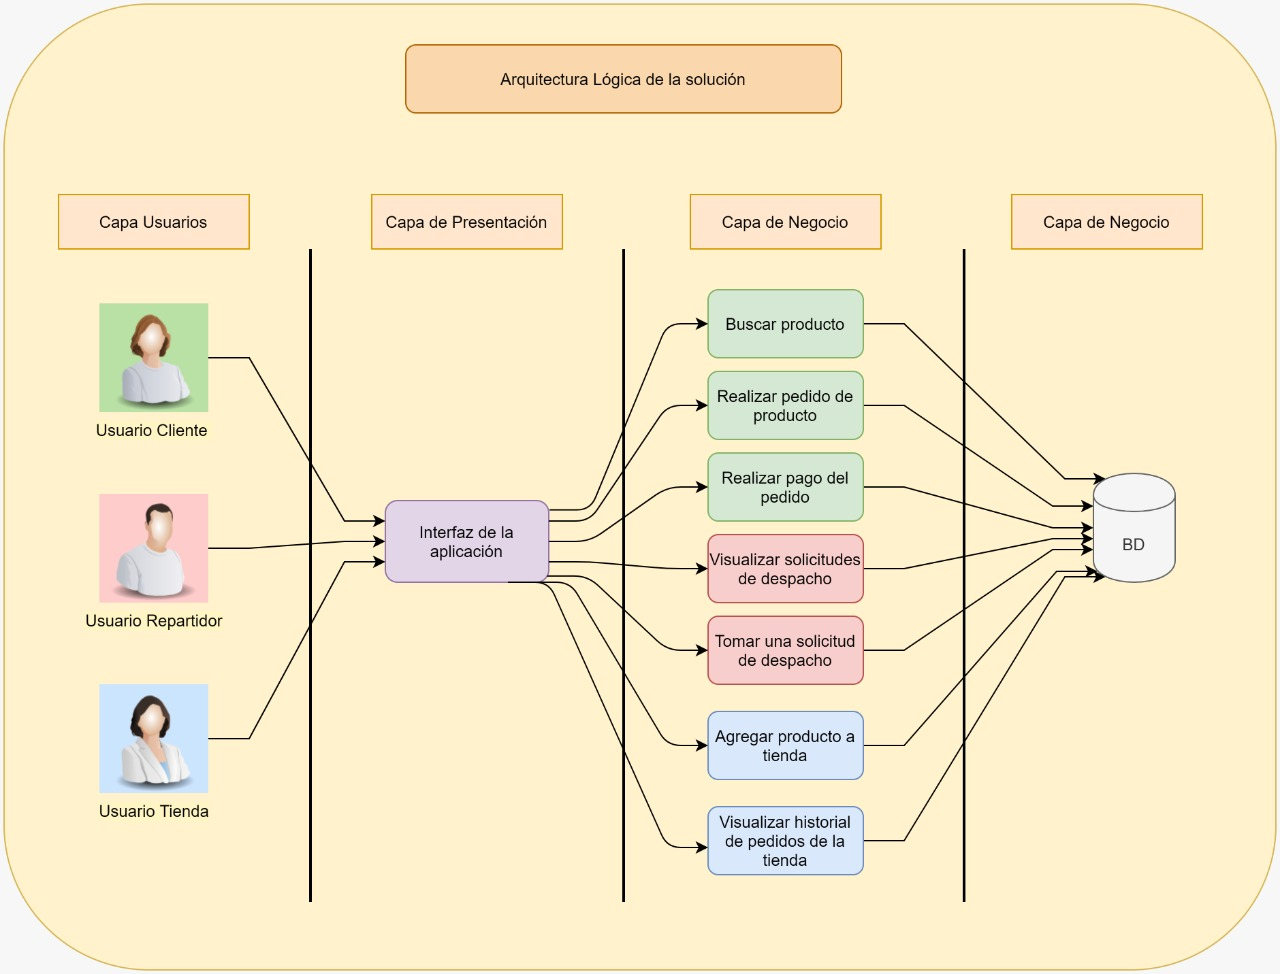 Arquitectura Lógica de la solución
Capa Usuarios
Capa de Presentación
Capa de Negocio
Capa de Negocio
Usuario Cliente
Usuario Repartidor
Usuario Tienda
Interfaz de la
aplicación
Buscar producto
Realizar pedido de
producto
Realizar pago del
pedido
Visualizar solicitudes
de despacho
Tomar una solicitud
de despacho
Agregar producto a
tienda
Visualizar historial
de pedidos de la
tienda
BD